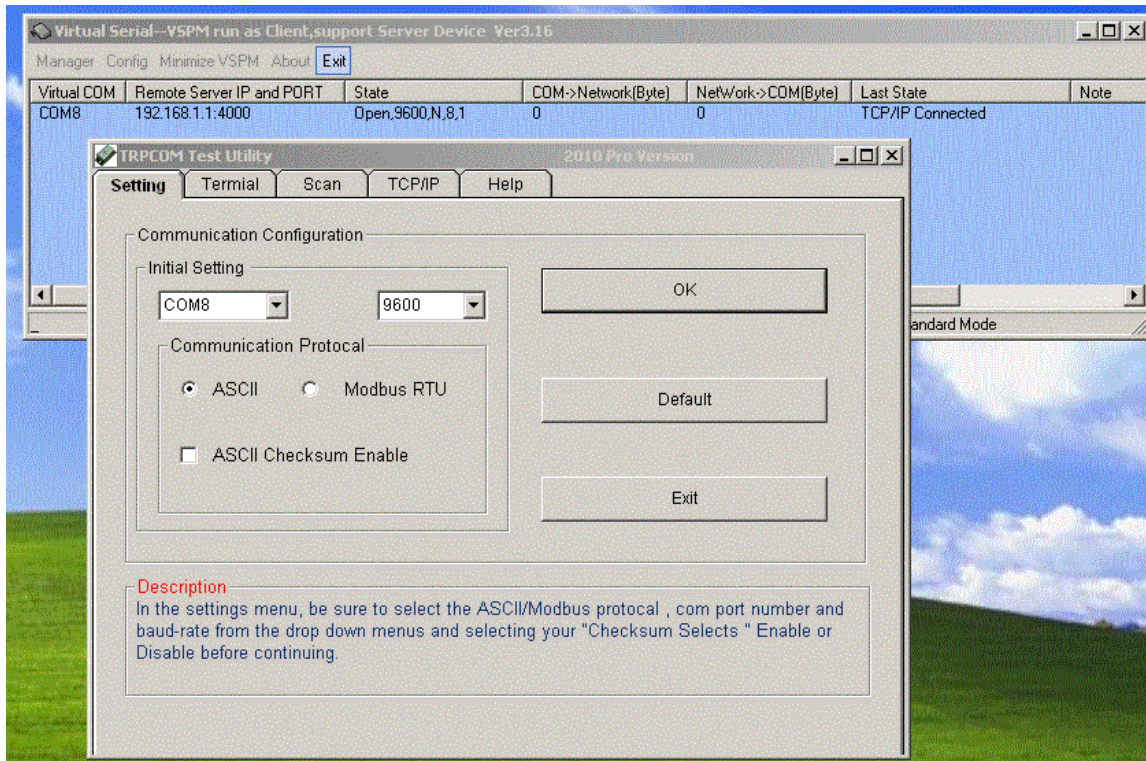 Virtual Serial--VSPM run as Client,support Server Device Ver3.16
Manager Config Minimize VSPM About Exit
Virtual COM Remote Server IP and PORT State COM->Network(Byte) NetWork->COM(Byte) Last State Note
COM8 192.168.1.1:4000 Open,9600,N,8,1 0 0 TCP/IP Connected
TRPCOM Test Utility 2010 Pro Version
Setting Termial Scan TCP/IP Help
Communication Configuration
Initial Setting
COM8 9600 OK
andard Mode
Communication Protocal
ASCII Modbus RTU
Default
ASCII Checksum Enable
Exit
Description
In the settings menu, be sure to select the ASCII/Modbus protocal , com port number and
baud-rate from the drop down menus and selecting your "Checksum Selects " Enable or
Disable before continuing.